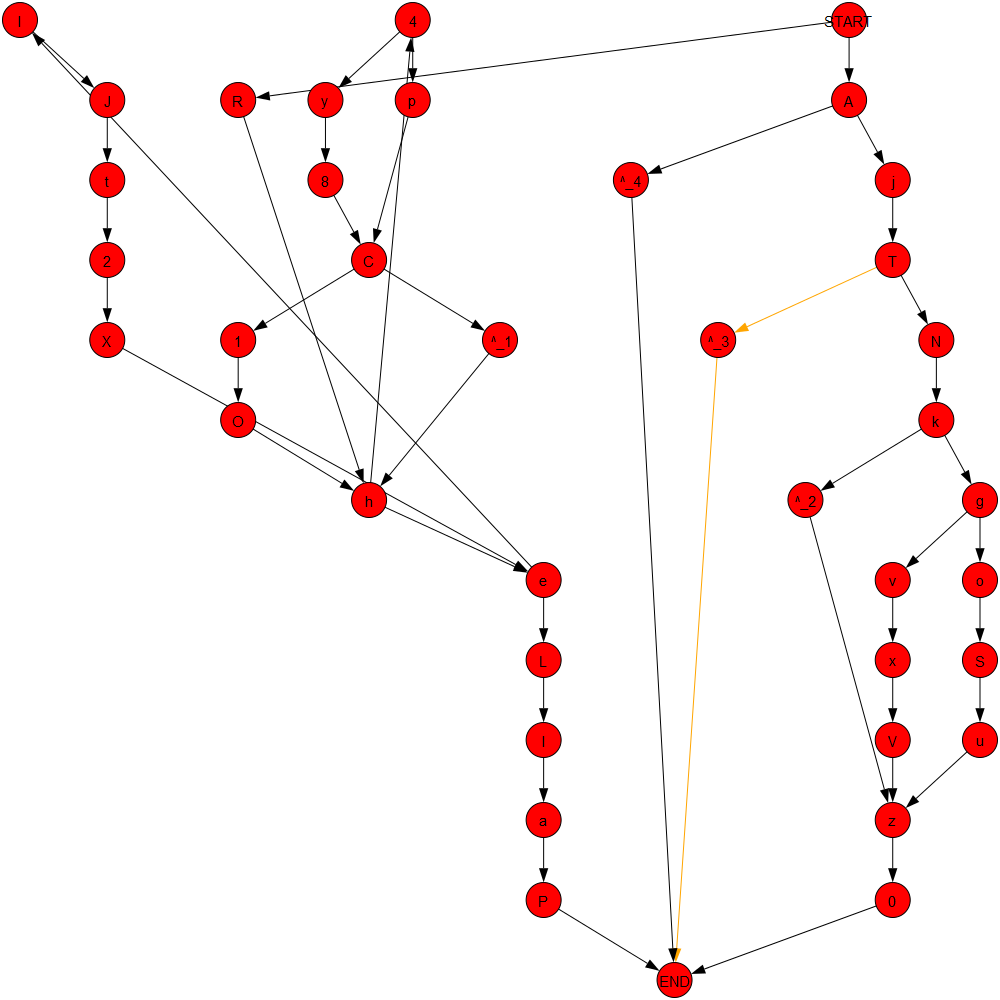 l 4 START
J R y p A
t 8 ^_4 j
2 C T
X 1 ^_1 ^_3 N
O k
h ^_2 g
e v o
L x S
l V u
a z
P 0
END